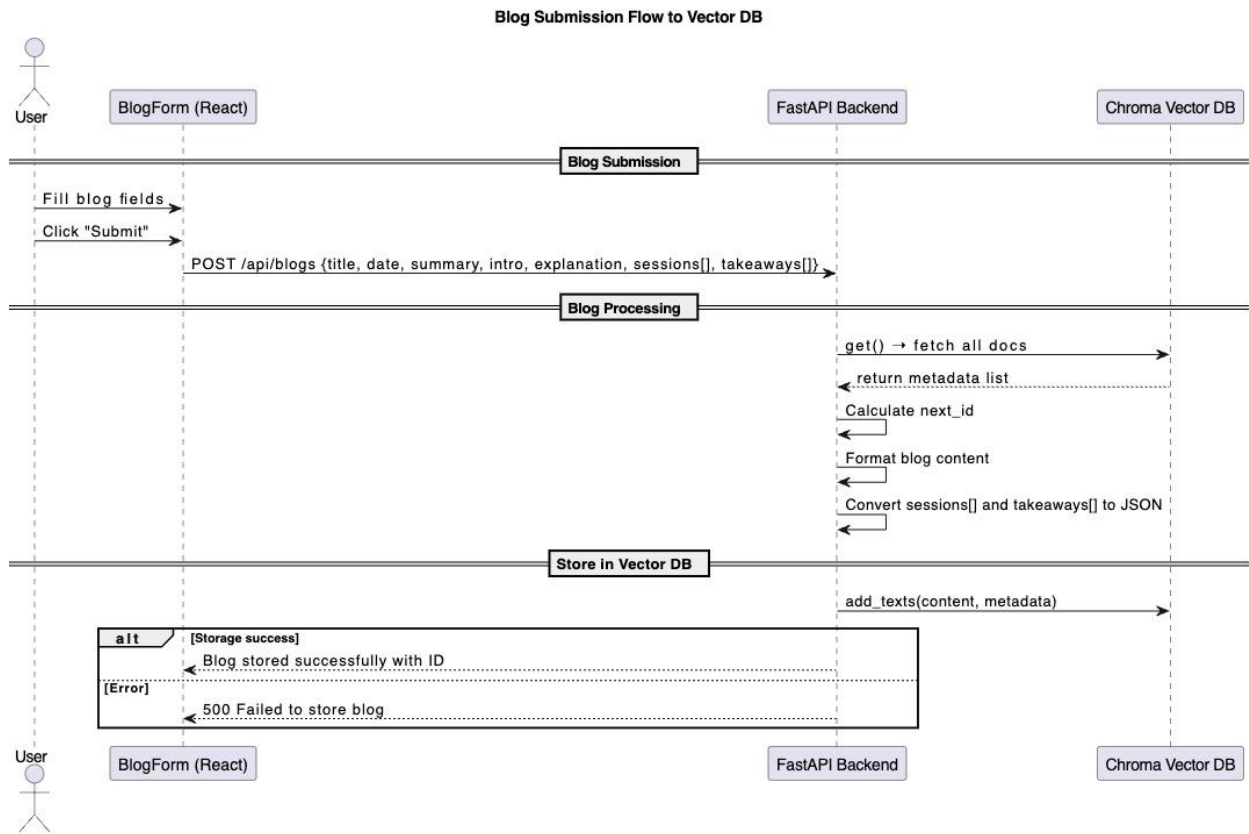 Blog Submission Flow to Vector DB
User
BlogForm (React)
FastAPI Backend
Chroma Vector DB
Blog Submission
Fill blog fields
Click "Submit"
POST /api/blogs {title, date, summary, intro, explanation, sessions[], takeaways[]}
Blog Processing
get() → fetch all docs
return metadata list
Calculate next_id
Format blog content
Convert sessions[] and takeaways[] to JSON
Store in Vector DB
add_texts(content, metadata)
alt [Storage success]
Blog stored successfully with ID
[Error]
500 Failed to store blog
User
BlogForm (React)
FastAPI Backend
Chroma Vector DB